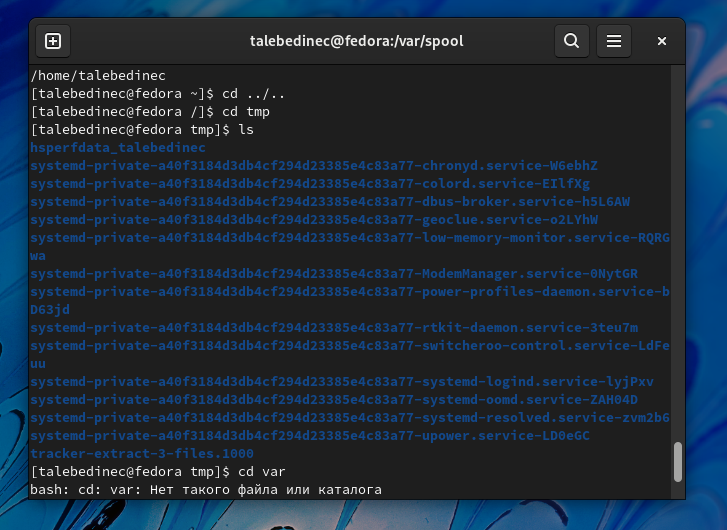 talebedinec@fedora:/var/spool
/home/talebedinec
[talebedinec@fedora ~]$ cd ../..
[talebedinec@fedora /]$ cd tmp
[talebedinec@fedora tmp]$ ls
hsperfdata_talebedinec
systemd-private-a40f3184d3db4cf294d23385e4c83a77-chronyd.service-W6ebhZ
systemd-private-a40f3184d3db4cf294d23385e4c83a77-colord.service-EIlfXg
systemd-private-a40f3184d3db4cf294d23385e4c83a77-dbus-broker.service-h5L6AW
systemd-private-a40f3184d3db4cf294d23385e4c83a77-geoclue.service-o2LYhW
systemd-private-a40f3184d3db4cf294d23385e4c83a77-low-memory-monitor.service-RQRG
wa
systemd-private-a40f3184d3db4cf294d23385e4c83a77-ModemManager.service-0NytGR
systemd-private-a40f3184d3db4cf294d23385e4c83a77-power-profiles-daemon.service-b
D63jd
systemd-private-a40f3184d3db4cf294d23385e4c83a77-rtkit-daemon.service-3teu7m
systemd-private-a40f3184d3db4cf294d23385e4c83a77-switcheroo-control.service-LdFe
uu
systemd-private-a40f3184d3db4cf294d23385e4c83a77-systemd-logind.service-lyjPxv
systemd-private-a40f3184d3db4cf294d23385e4c83a77-systemd-oomd.service-ZAH04D
systemd-private-a40f3184d3db4cf294d23385e4c83a77-systemd-resolved.service-zvm2b6
systemd-private-a40f3184d3db4cf294d23385e4c83a77-upower.service-LD0eGC
tracker-extract-3-files.1000
[talebedinec@fedora tmp]$ cd var
bash: cd: var: Нет такого файла или каталога